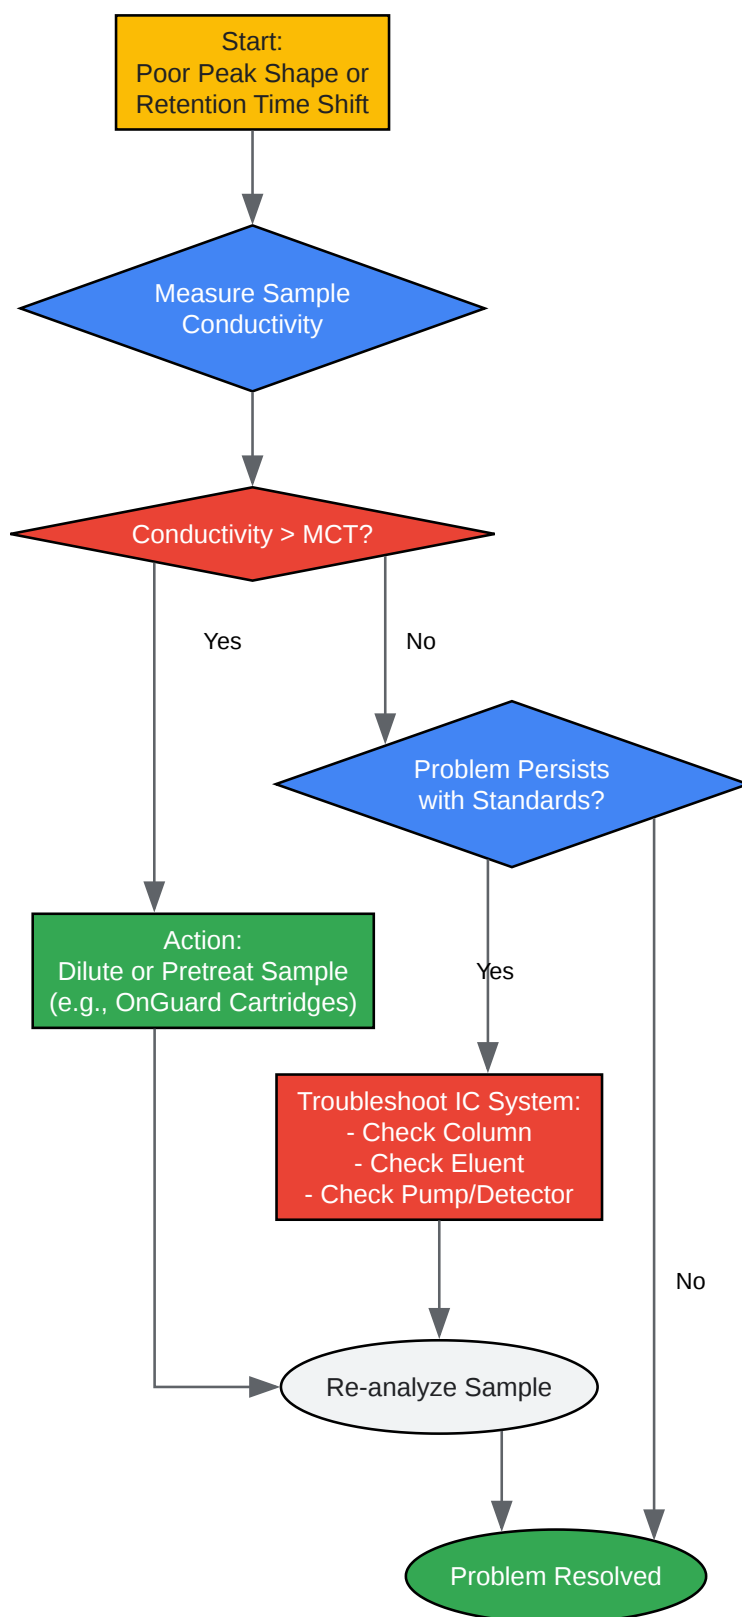 Start:
Poor Peak Shape or
Retention Time Shift
Measure Sample
Conductivity
Conductivity > MCT?
Yes
No
Problem Persists
with Standards?
Action:
Dilute or Pretreat Sample
(e.g., OnGuard Cartridges)
Yes
Troubleshoot IC System:
- Check Column
- Check Eluent
- Check Pump/Detector
No
Re-analyze Sample
Problem Resolved